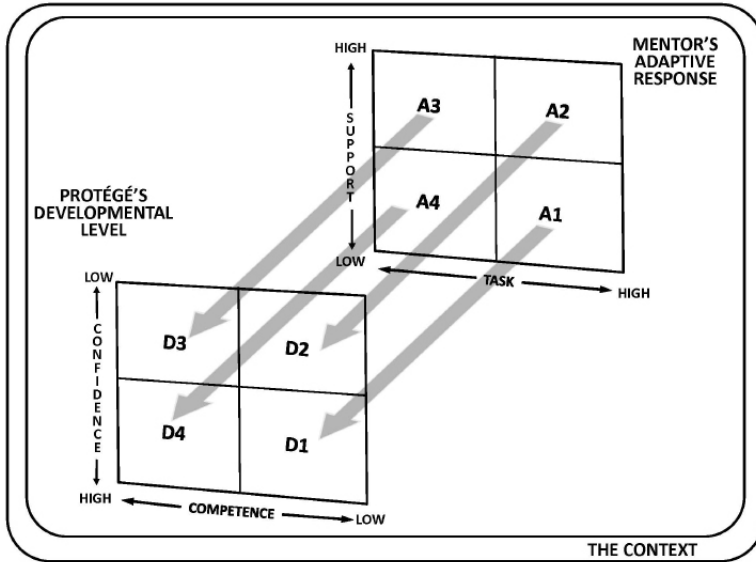 HIGH
MENTOR'S
ADAPTIVE
RESPONSE
A3
A2
SUPPORT
A4
A1
LOW
TASK
HIGH
PROTÉGÉ'S
DEVELOPMENTAL
LEVEL
LOW
D3
D2
CONFIDENCE
D4
D1
HIGH
COMPETENCE
LOW
THE CONTEXT